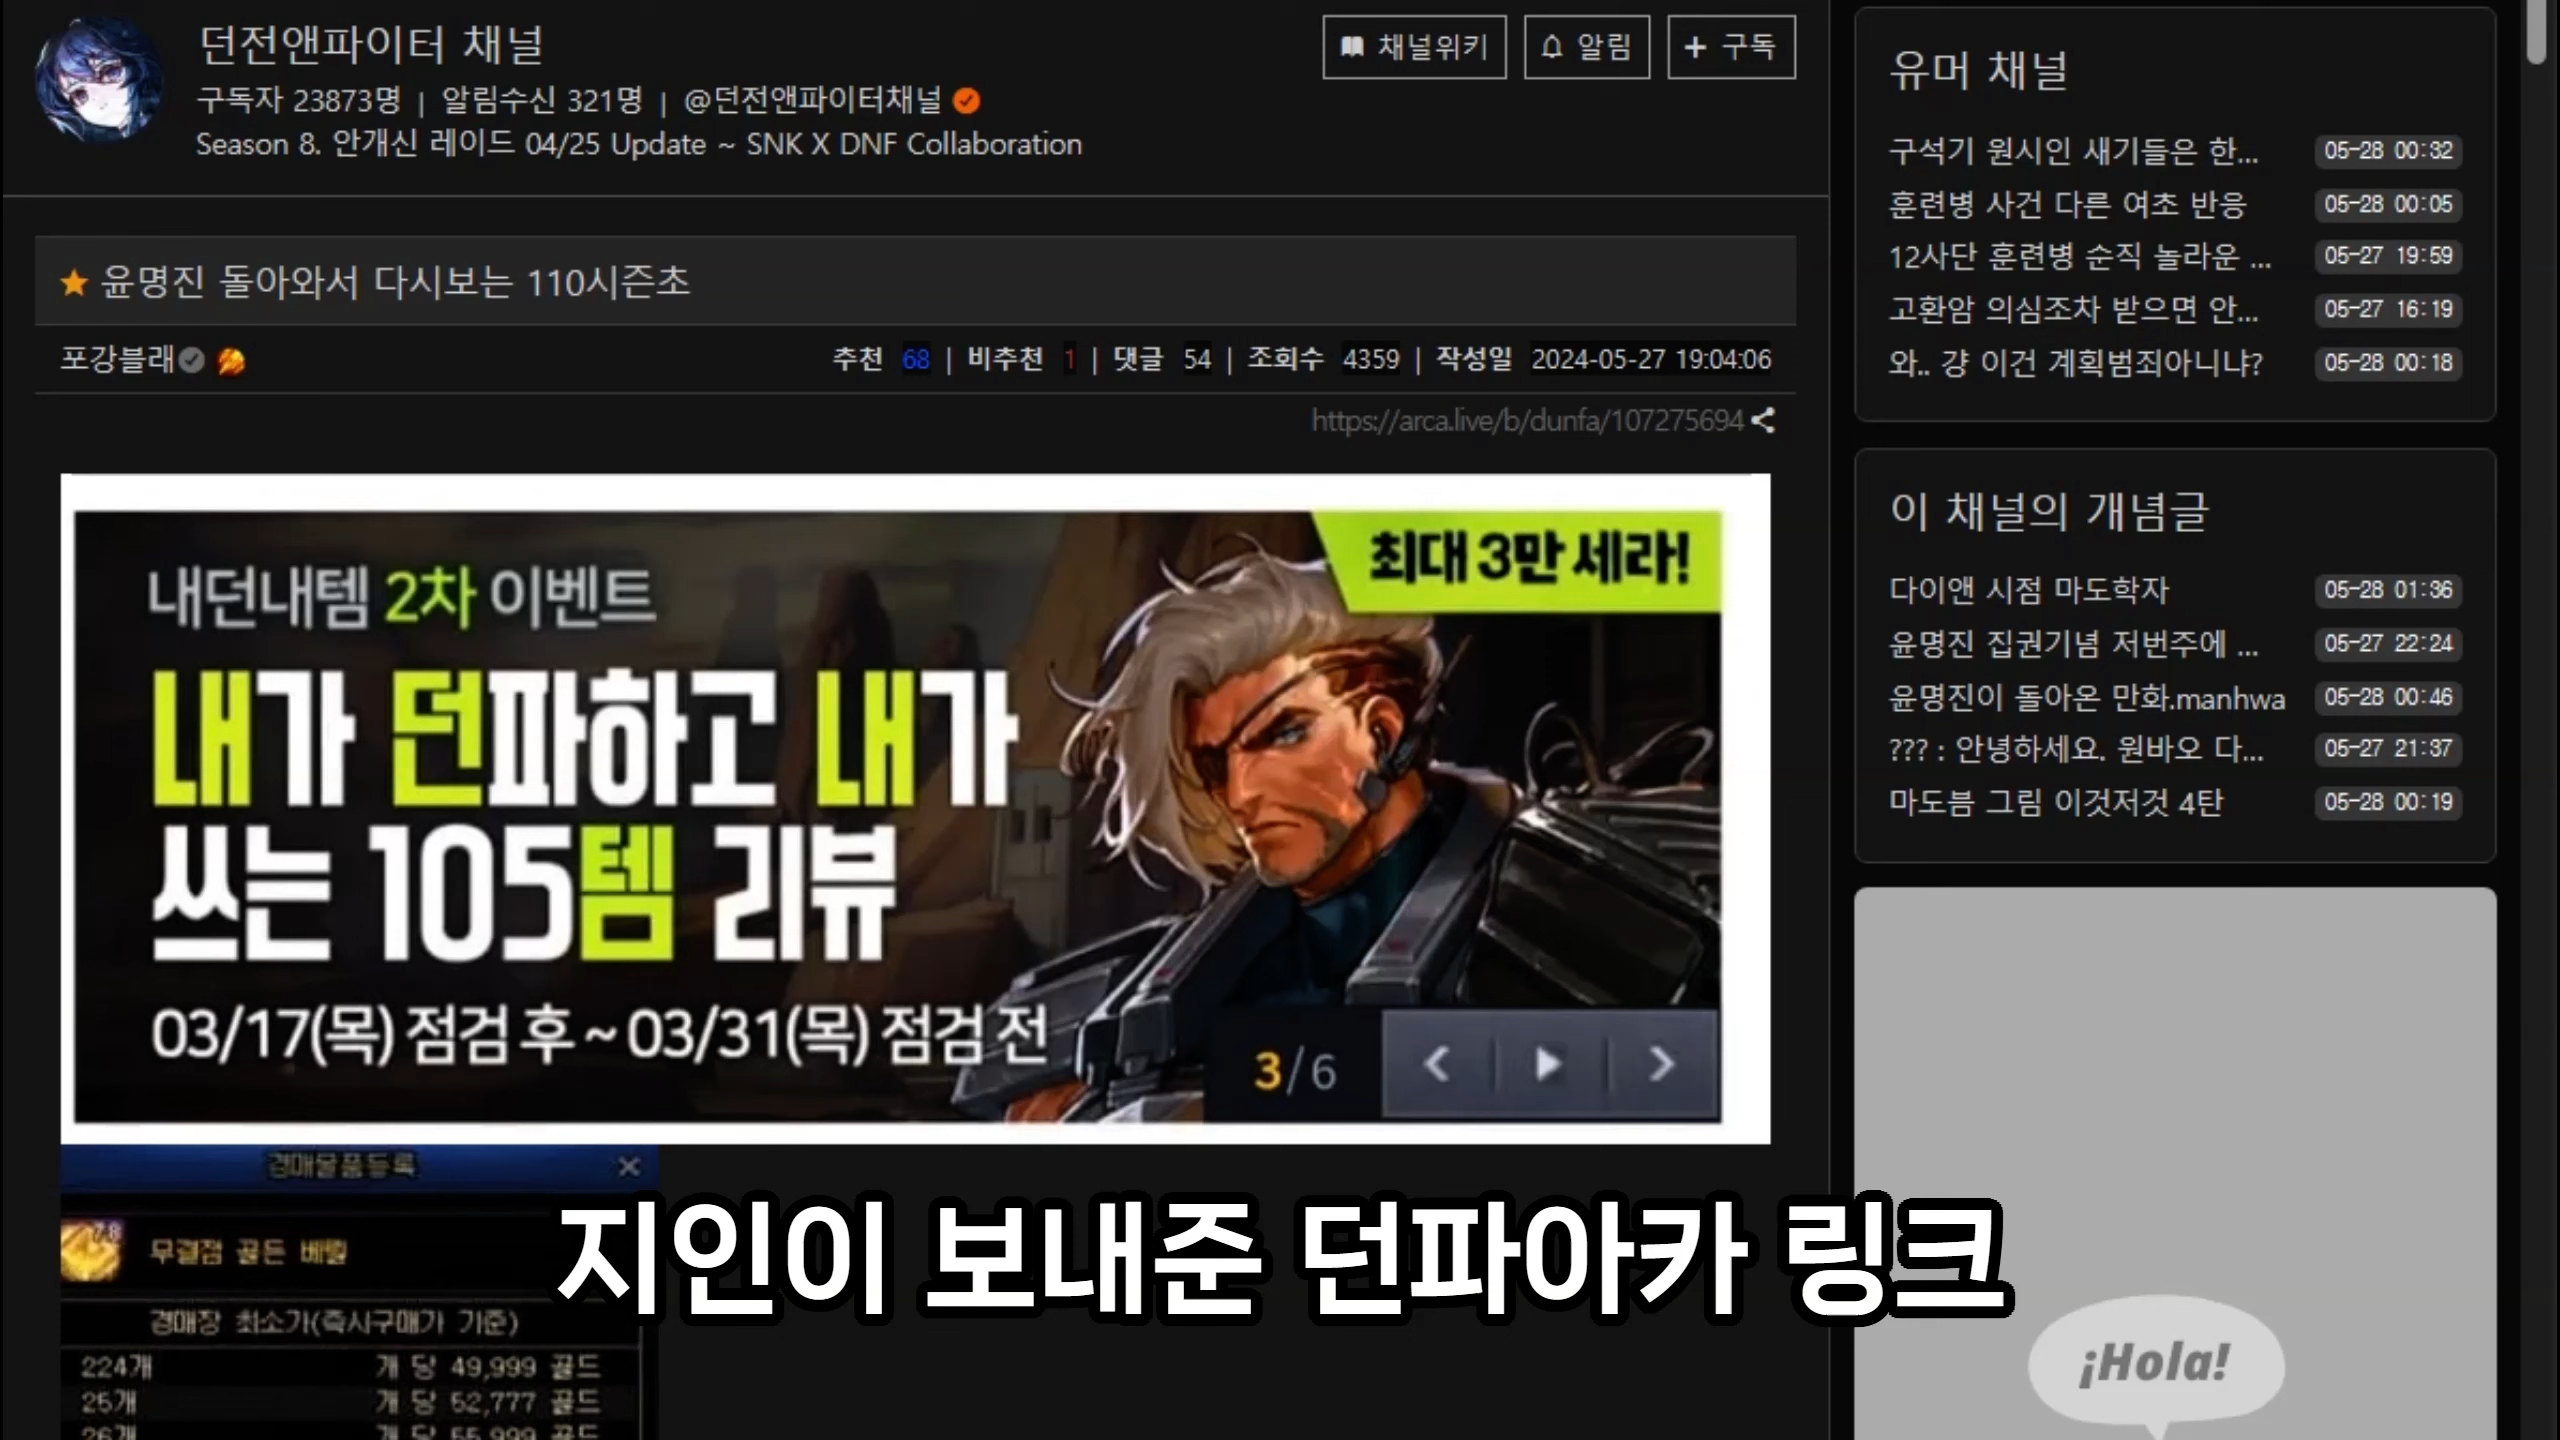 던전앤파이터 채널
구독자 23873명 | 알림수신 321명 | @던전앤파이터채널
Season 8. 안개신 레이드 04/25 Update ~ SNK X DNF Collaboration
채널위키
알림
+ 구독
★ 윤명진 돌아와서 다시보는 110시즌초
포강블래
추천 68 | 비추천 1 | 댓글 54 | 조회수 4359 | 작성일 2024-05-27 19:04:06
https://arca.live/b/dunfa/107275694
최대 3만 세라!
내던내템 2차 이벤트
내가 던파하고 내가
쓰는 105템 리뷰
03/17(목) 점검 후 ~ 03/31(목) 점검 전
3/6
경매물품등록
78
무결점 골든 베릴
경매장 최소가(즉시구매가 기준)
224개 개 당 49,999 골드
25개 개 당 52,777 골드
26개 개 당 55,999 골드
지인이 보내준 던파아카 링크
유머 채널
구석기 원시인 새기들은 한... 05-28 00:32
훈련병 사건 다른 여초 반응 05-28 00:05
12사단 훈련병 순직 놀라운 ... 05-27 19:59
고환암 의심조차 받으면 안... 05-27 16:19
와.. 걍 이건 계획범죄아니냐? 05-28 00:18
이 채널의 개념글
다이앤 시점 마도학자 05-28 01:36
윤명진 집권기념 저번주에 ... 05-27 22:24
윤명진이 돌아온 만화.manhwa 05-28 00:46
??? : 안녕하세요. 원바오 다... 05-27 21:37
마도븜 그림 이것저것 4탄 05-28 00:19
¡Hola!